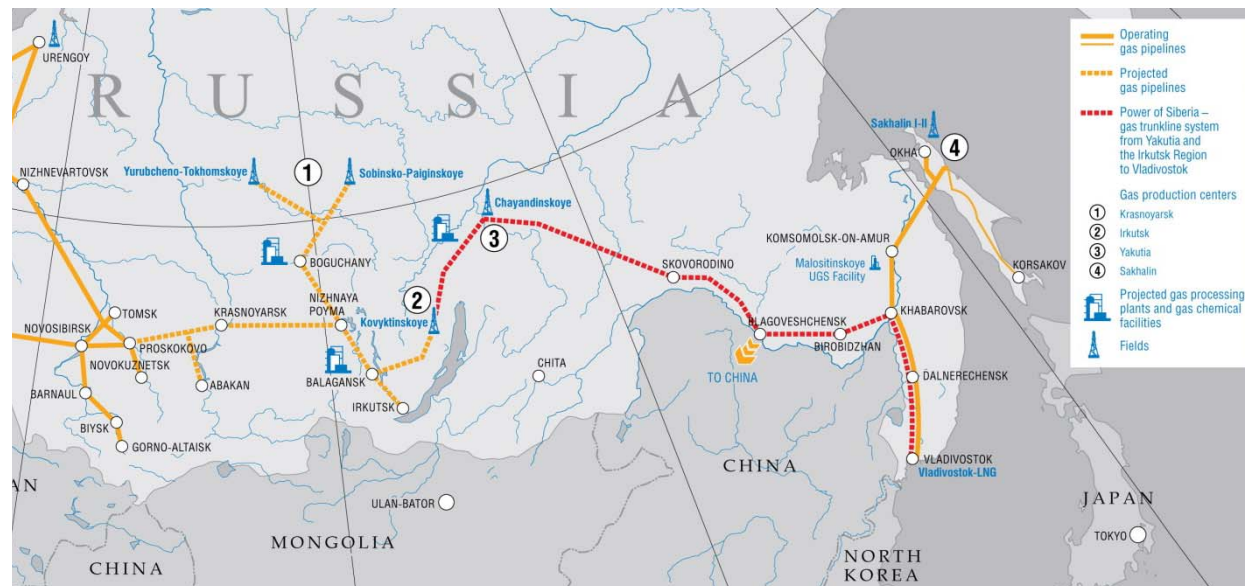 URENGOY
RUSSIA
NIZHNEVARTOVSK
Yurubcheno-Tokhomskoye
1
Sobinsko-Paiginskoye
Chayandinskoye
3
BOGUCHANY
2
Kovyktinskoye
NIZHNAYA
POYMA
KRASNOYARSK
TOMSK
NOVOSIBIRSK
PROSKOKOVO
NOVOKUZNETSK
ABAKAN
BARNAUL
BIYSK
GORNO-ALTAISK
BALAGANSK
IRKUTSK
CHITA
SKOVORODINO
BLAGOVESHCHENSK
TO CHINA
BIROBIDZHAN
Sakhalin I-II
OKHA
4
KOMSOMOLSK-ON-AMUR
Malositinskoye
UGS Facility
KORSAKOV
KHABAROVSK
DALNERECHENSK
VLADIVOSTOK
Vladivostok-LNG
AN
CHINA
MONGOLIA
ULAN-BATOR
CHINA
NORTH
KOREA
JAPAN
TOKYO
Operating
gas pipelines
Projected
gas pipelines
Power of Siberia –
gas trunkline system
from Yakutia and
the Irkutsk Region
to Vladivostok
Gas production centers
1 Krasnoyarsk
2 Irkutsk
3 Yakutia
4 Sakhalin
Projected gas processing
plants and gas chemical
facilities
Fields